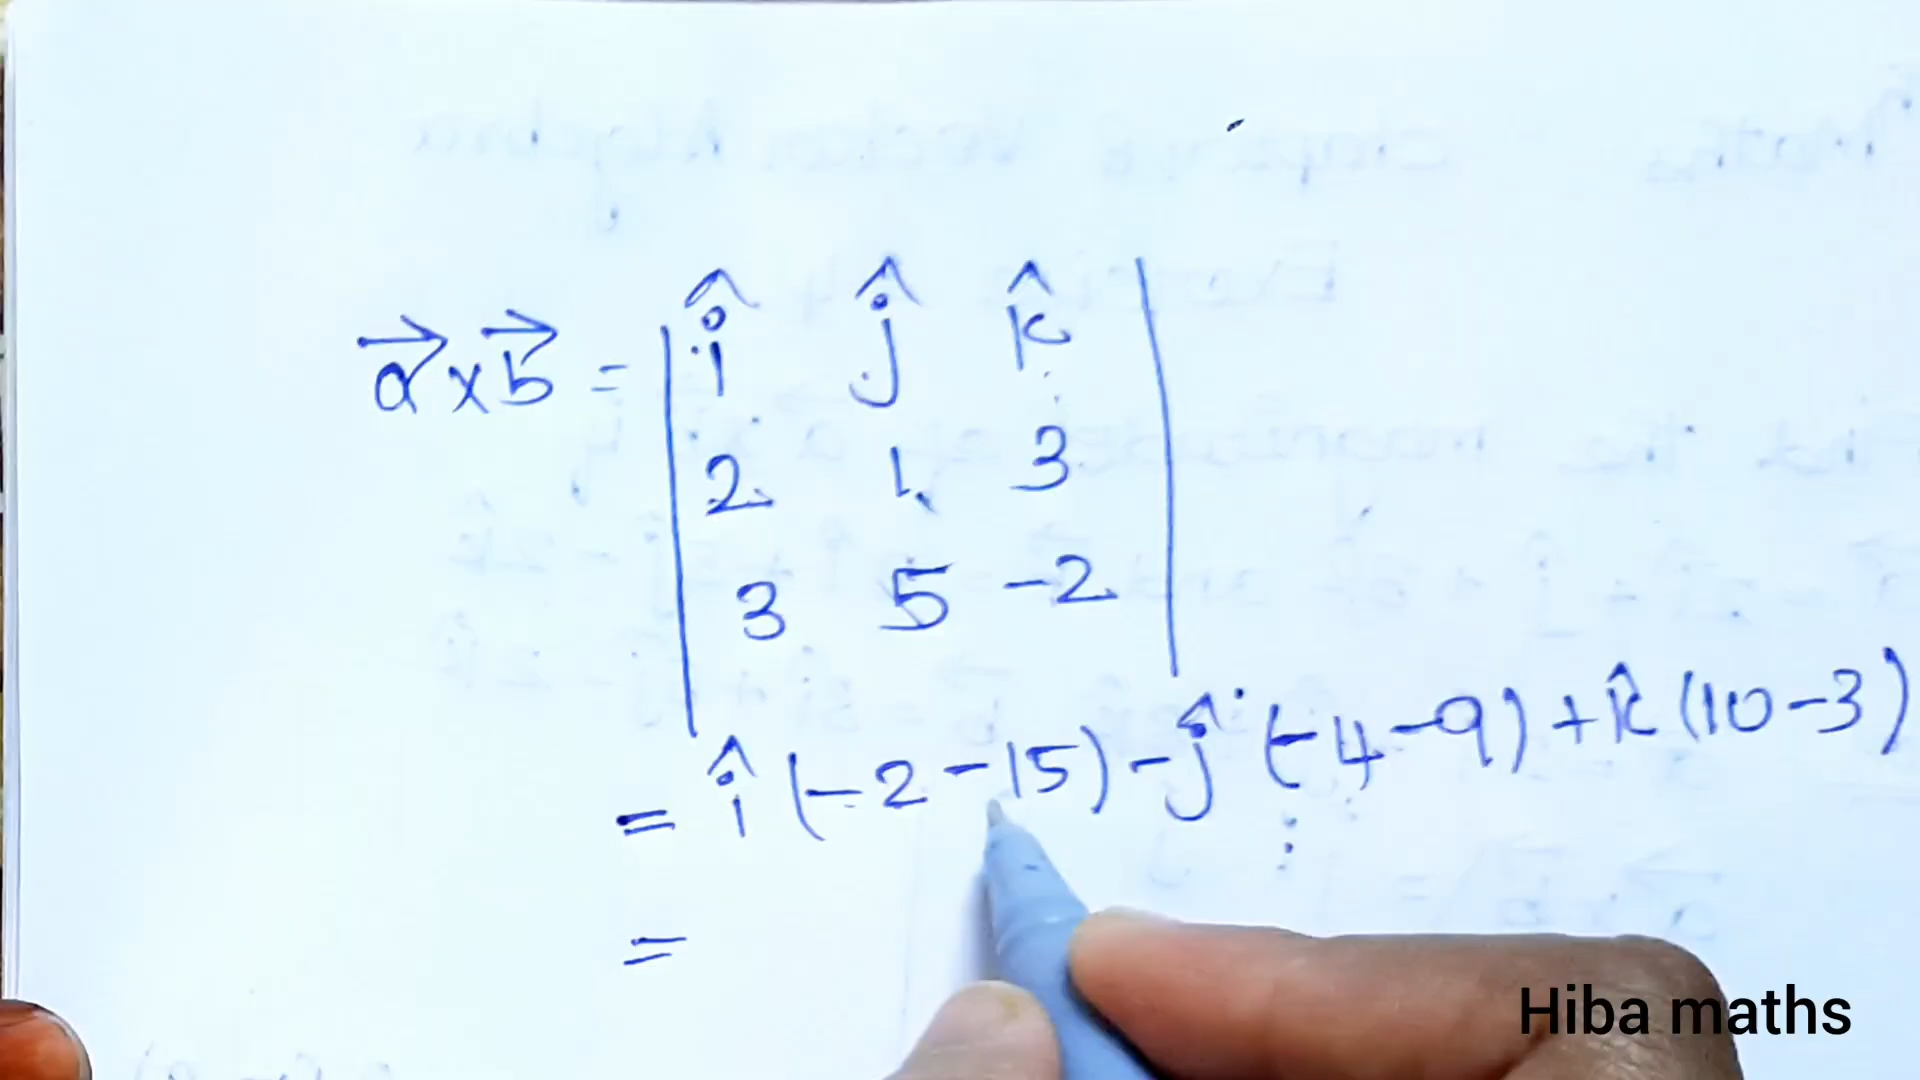 a⃗ x b⃗ = | î ĵ k̂ |
2 1 3
3 5 -2
= î (-2 -15) - ĵ (-4 -9) + k̂ (10 -3)
=
Hiba maths